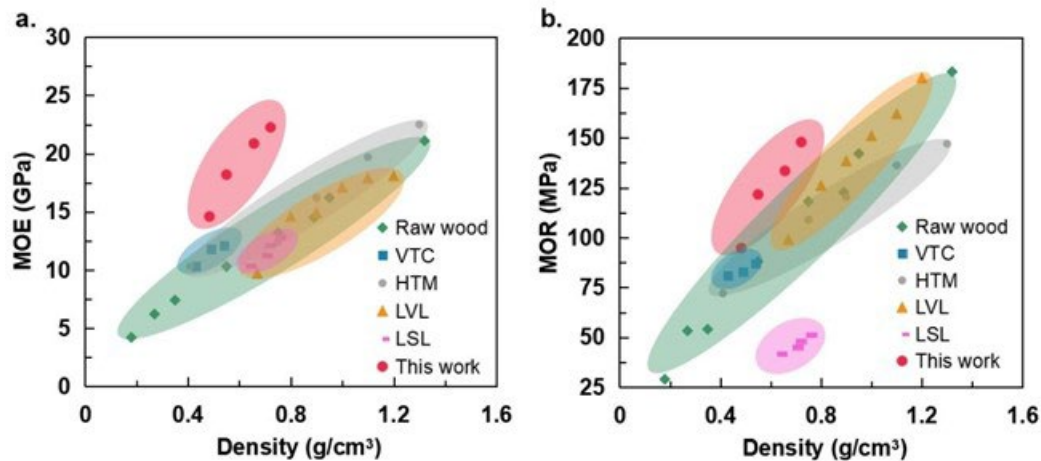 a.
MOE (GPa)
30
25
20
15
10
5
0
0 0.4 0.8 1.2 1.6
Density (g/cm³)
Raw wood
VTC
HTM
LVL
LSL
This work
b.
MOR (MPa)
200
175
150
125
100
75
50
25
0 0.4 0.8 1.2 1.6
Density (g/cm³)
Raw wood
VTC
HTM
LVL
LSL
This work